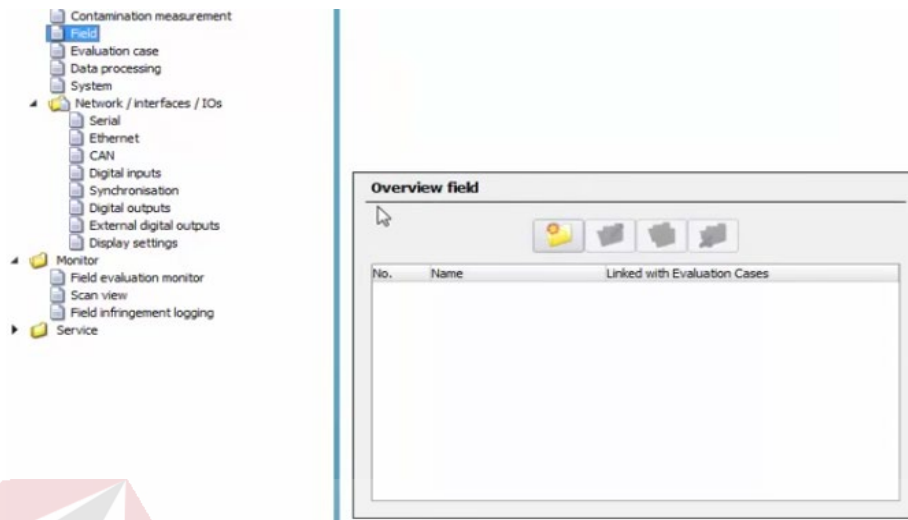 Contamination measurement
Field
Evaluation case
Data processing
System
Network / interfaces / IOs
Serial
Ethernet
CAN
Digital inputs
Synchronisation
Digital outputs
External digital outputs
Display settings
Monitor
Field evaluation monitor
Scan view
Field infringement logging
Service
Overview field
No. Name Linked with Evaluation Cases